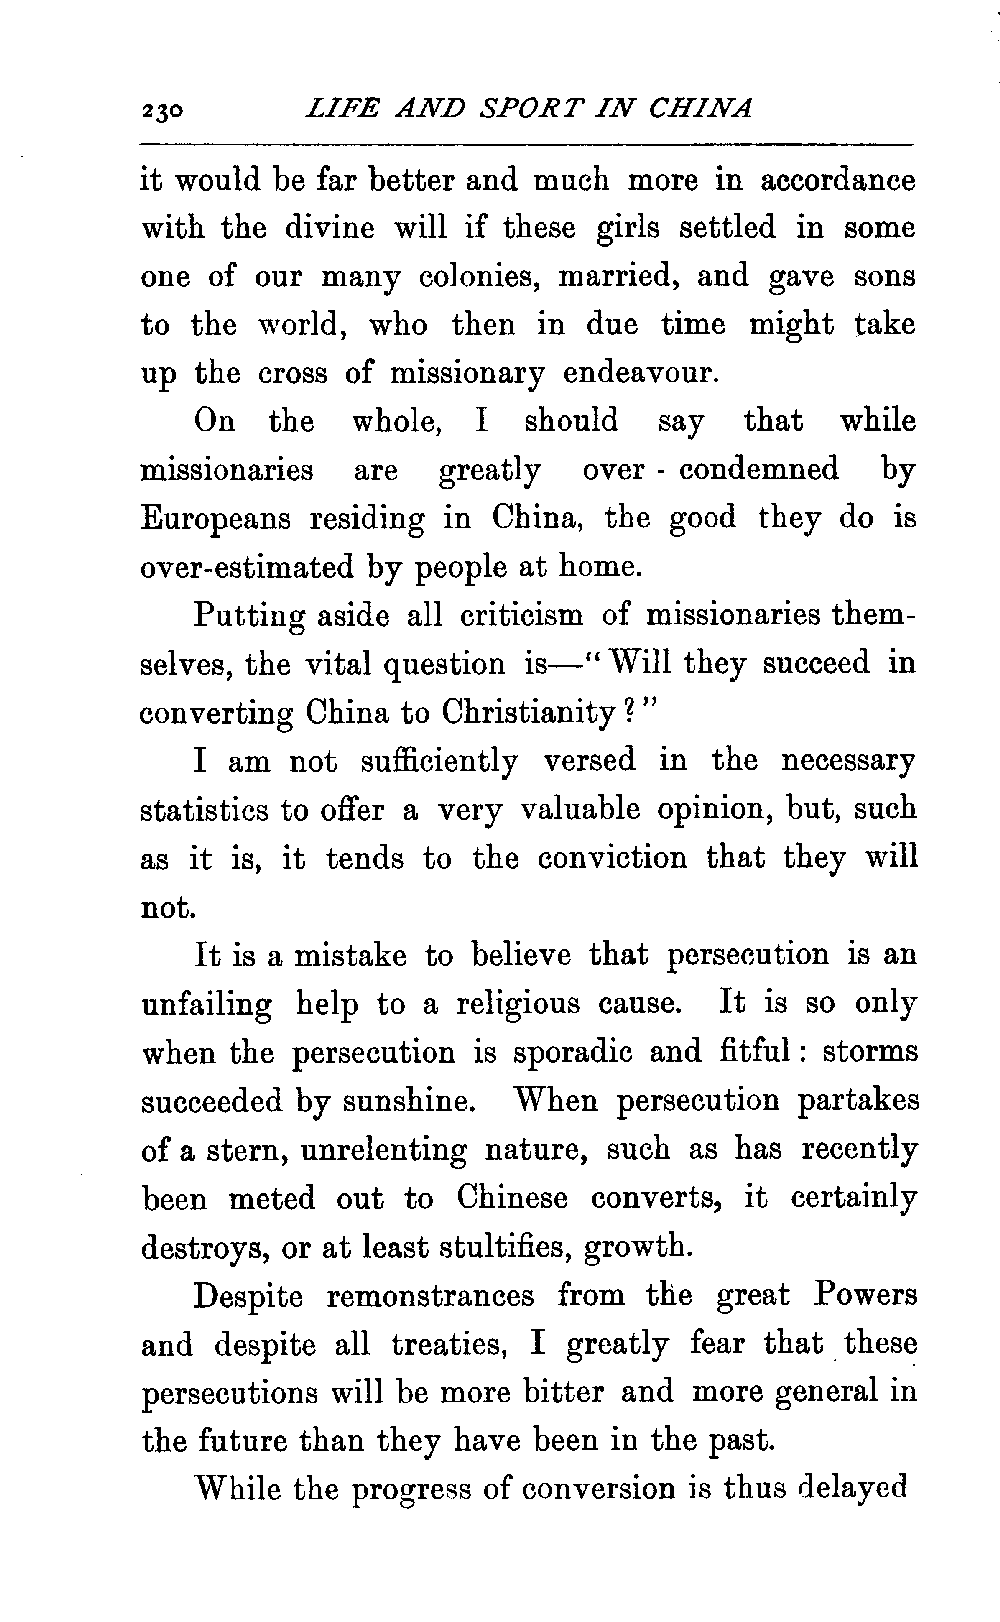 230 LIFE AND SPORT IN CHINA
it would be far better and much more in accordance
with the divine will if these girls settled in some
one of our many colonies, married, and gave sons
to the world, who then in due time might take
up the cross of missionary endeavour.
On the whole, I should say that while
missionaries are greatly over - condemned by
Europeans residing in China, the good they do is
over-estimated by people at home.
Putting aside all criticism of missionaries them-
selves, the vital question is—“ Will they succeed in
converting China to Christianity ? ”
I am not sufficiently versed in the necessary
statistics to offer a very valuable opinion, but, such
as it is, it tends to the conviction that they will
not.
It is a mistake to believe that persecution is an
unfailing help to a religious cause. It is so only
when the persecution is sporadic and fitful : storms
succeeded by sunshine. When persecution partakes
of a stern, unrelenting nature, such as has recently
been meted out to Chinese converts, it certainly
destroys, or at least stultifies, growth.
Despite remonstrances from the great Powers
and despite all treaties, I greatly fear that these
persecutions will be more bitter and more general in
the future than they have been in the past.
While the progress of conversion is thus delayed